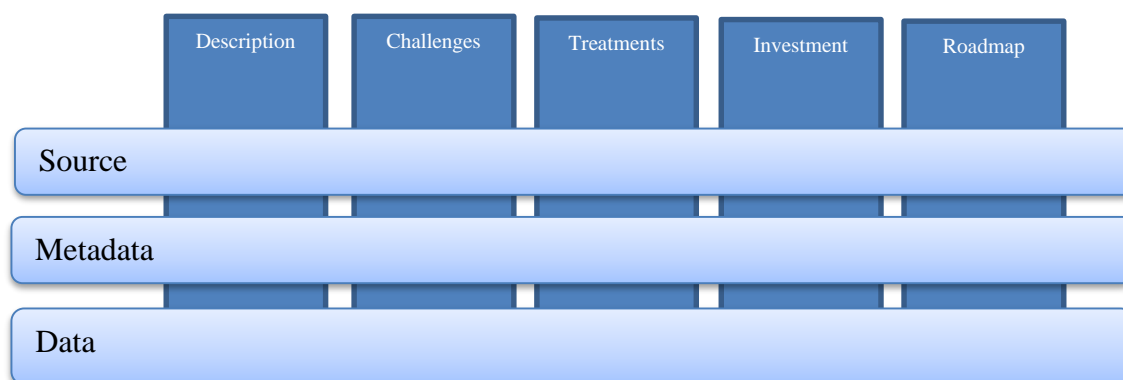 Description
Challenges
Treatments
Investment
Roadmap
Source
Metadata
Data